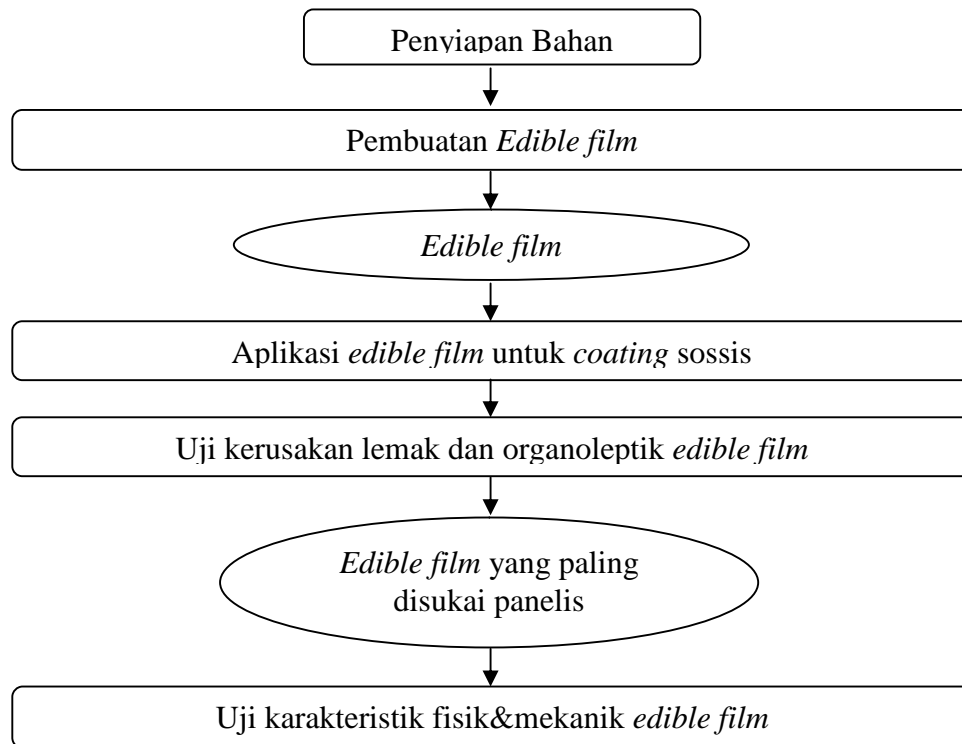 Penyiapan Bahan
Pembuatan Edible film
Edible film
Aplikasi edible film untuk coating sossis
Uji kerusakan lemak dan organoleptik edible film
Edible film yang paling
disukai panelis
Uji karakteristik fisik&mekanik edible film